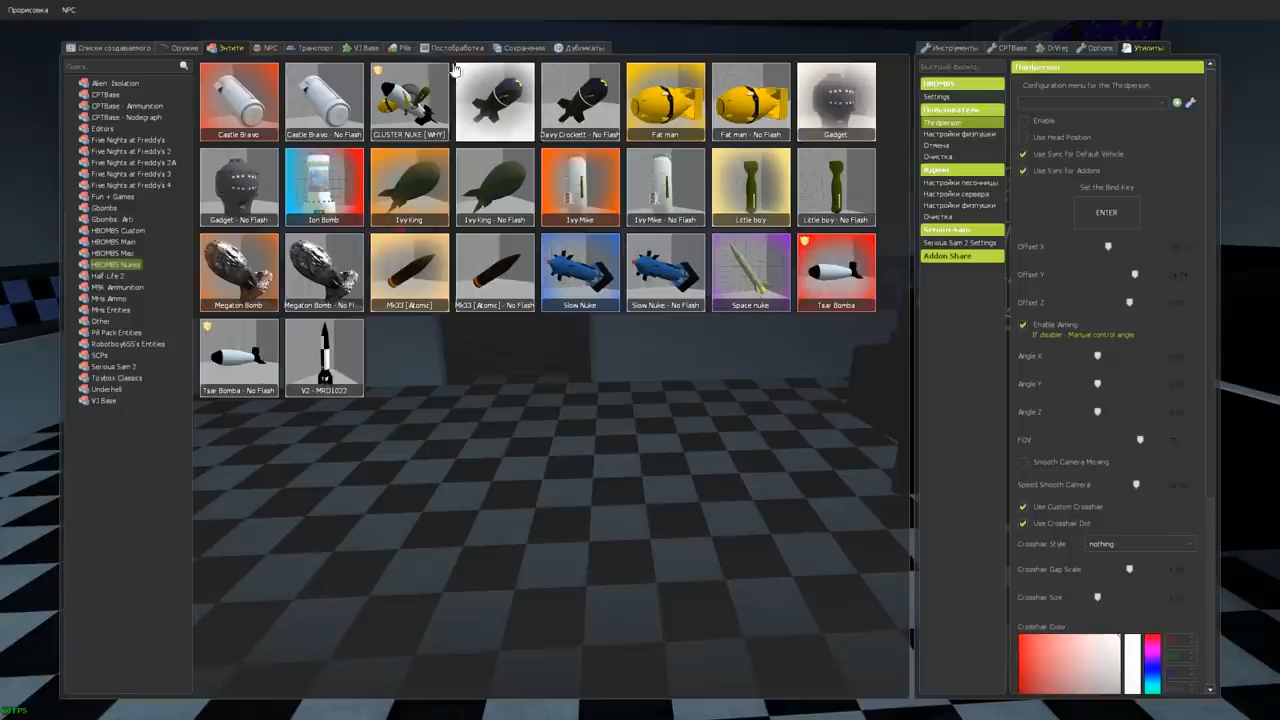 Прорисовка NPC
Списки создаваемого Оружие Энтити NPC Транспорт VJ Base Pills Постобработка Сохранения Дубликаты
Инструменты CPTBase DrVrej Options Утилиты
Поиск...
Alien: Isolation
CPTBase
CPTBase - Ammunition
CPTBase - Nodegraph
Editors
Five Nights at Freddy's
Five Nights at Freddy's 2
Five Nights at Freddy's 2A
Five Nights at Freddy's 3
Five Nights at Freddy's 4
Fun + Games
Gbombs
Gbombs: Arti
HBOMBS Custom
HBOMBS Main
HBOMBS Misc
HBOMBS Nukes
Half-Life 2
M9K Ammunition
MHs Ammo
MHs Entities
Other
Pill Pack Entities
Robotboy655's Entities
SCPs
Serious Sam 2
Toybox Classics
Underhell
VJ Base
Castle Bravo
Castle Bravo - No Flash
CLUSTER NUKE [WHY]
Davy Crockett - No Flash
Fat man
Fat man - No Flash
Gadget
Gadget - No Flash
Ion Bomb
Ivy King
Ivy King - No Flash
Ivy Mike
Ivy Mike - No Flash
Little boy
Little boy - No Flash
Megaton Bomb
Megaton Bomb - No Fl...
Mk33 [Atomic]
Mk33 [Atomic] - No Flash
Slow Nuke
Slow Nuke - No Flash
Space nuke
Tsar Bomba
Tsar Bomba - No Flash
V2 - MRD1022
HBOMBS
Settings
Пользователь
Thirdperson
Настройки физпушки
Отмена
Очистка
Админ
Настройки песочницы
Настройки сервера
Настройки физпушки
Очистка
Serious Sam
Serious Sam 2 Settings
Addon Share
Thirdperson
Configuration menu for the Thirdperson.
Enable
Use Head Position
Use Sync for Default Vehicle
Use Sync for Addons
Set the Bind-Key
ENTER
Offset X
Offset Y
Offset Z
Enable Aiming
If disable - Manual control angle
Angle X
Angle Y
Angle Z
FOV
Smooth Camera Moving
Speed Smooth Camera
Use Custom Crosshair
Use Crosshair Dot
Crosshair Style nothing
Crosshair Gap Scale
Crosshair Size
Crosshair Color
60 FPS